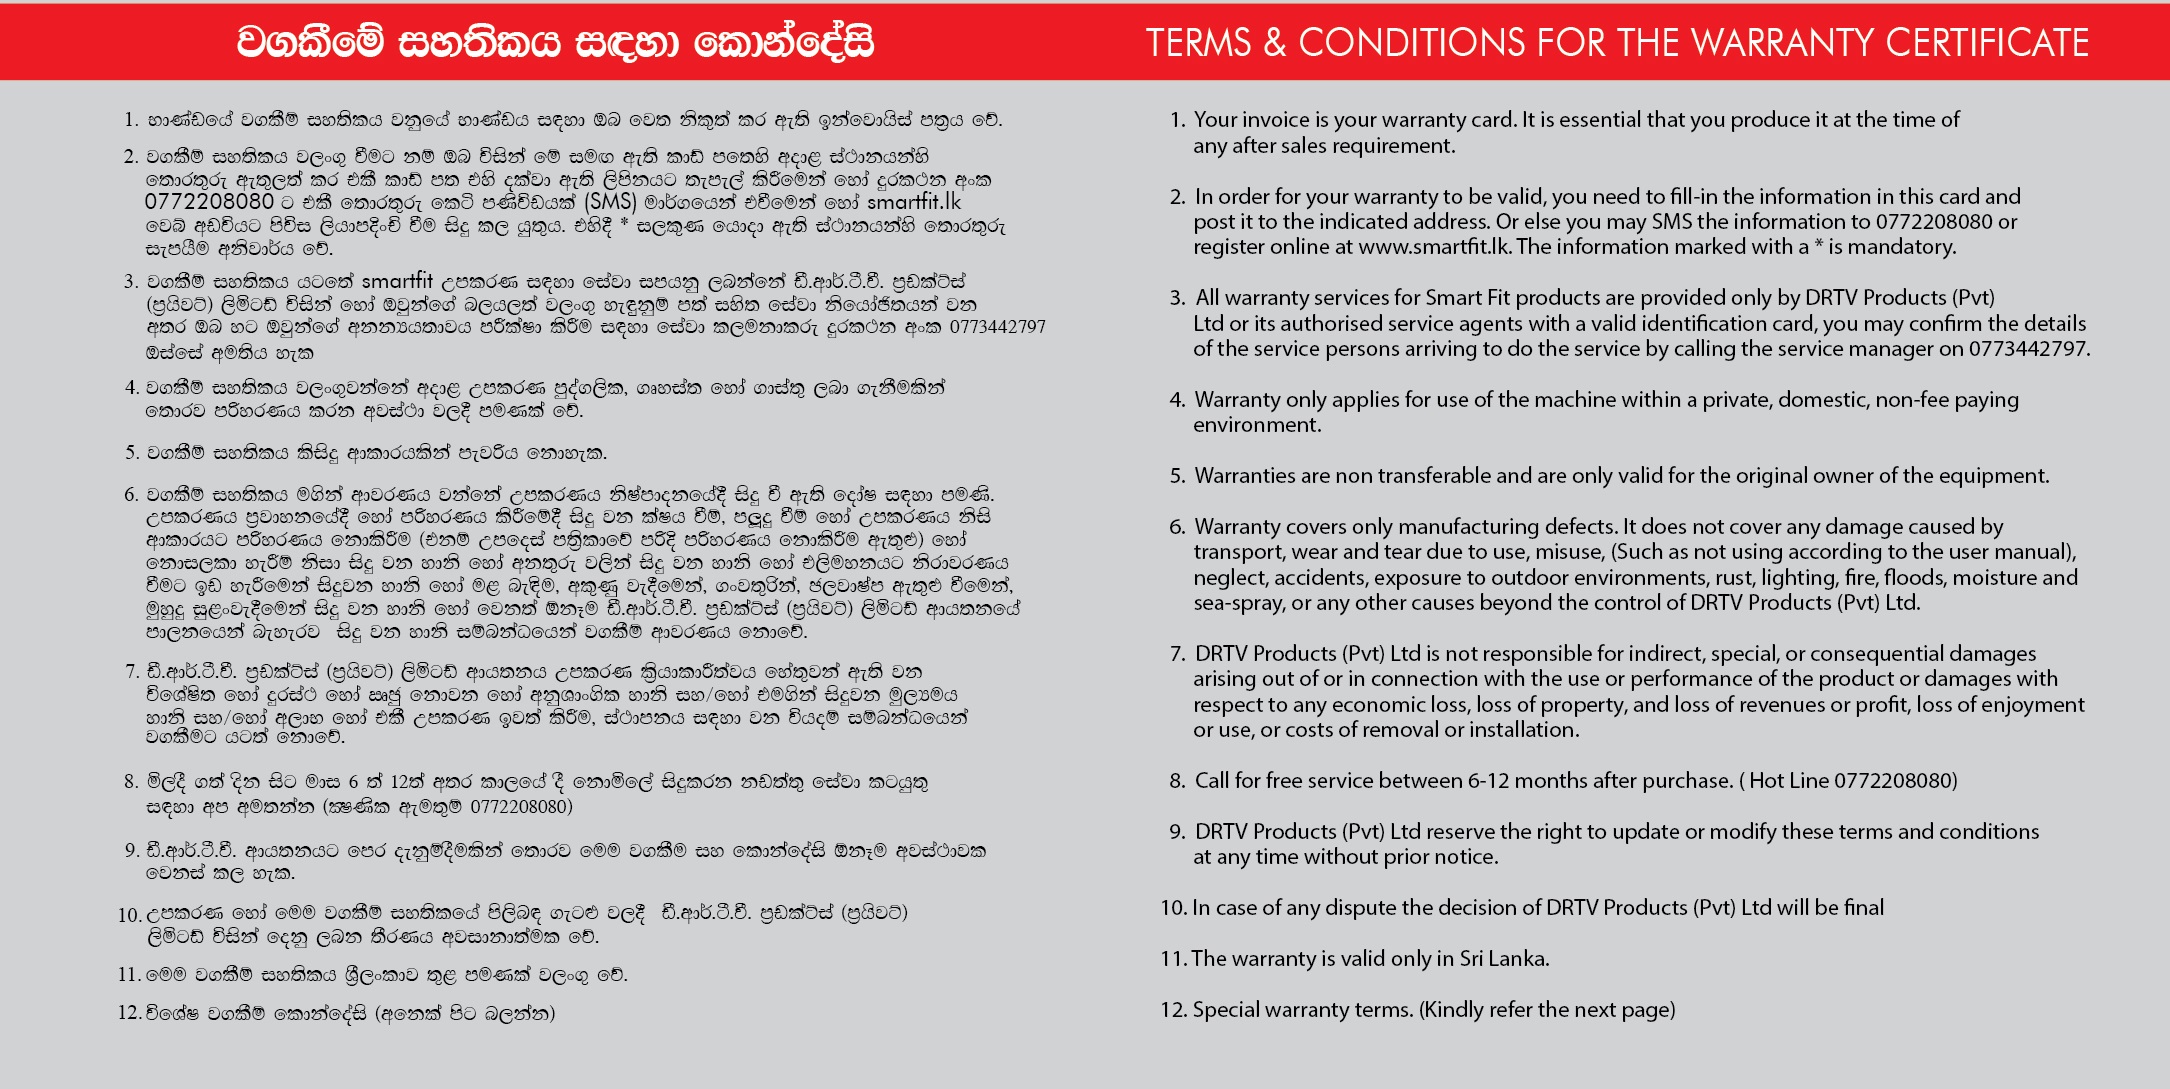 වගකීමේ සහතිකය සඳහා කොන්දේසි
1. භාණ්ඩයේ වගකීම් සහතිකය වනුයේ භාණ්ඩය සඳහා ඔබ වෙත නිකුත් කර ඇති ඉන්වොයිස් පත්‍රය වේ.
2. වගකීම් සහතිකය වලංගු වීමට නම් ඔබ විසින් මේ සමඟ ඇති කාඩ් පතෙහි අදාළ ස්ථානයන්හි
තොරතුරු ඇතුලත් කර එකී කාඩ් පත එහි දක්වා ඇති ලිපිනයට තැපැල් කිරීමෙන් හෝ දුරකථන අංක
0772208080 ට එකී තොරතුරු කෙටි පණිවිඩයක් (SMS) මාර්ගයෙන් එවීමෙන් හෝ smartfit.lk
වෙබ් අඩවියට පිවිස ලියාපදිංචි වීම සිදු කල යුතුය. එහිදී * සලකුණ යොදා ඇති ස්ථානයන්හි තොරතුරු
සැපයීම අනිවාර්ය වේ.
3. වගකීම් සහතිකය යටතේ smartfit උපකරණ සඳහා සේවා සපයනු ලබන්නේ ඩී.ආර්.ටී.වී. ප්‍රඩක්ට්ස්
(ප්‍රයිවට්) ලිමිටඩ් විසින් හෝ ඔවුන්ගේ බලයලත් වලංගු හැඳුනුම් පත් සහිත සේවා නියෝජිතයන් වන
අතර ඔබ හට ඔවුන්ගේ අනන්‍යයතාවය පරීක්ෂා කිරීම සඳහා සේවා කලමනාකරු දුරකථන අංක 0773442797
ඔස්සේ අමතිය හැක
4. වගකීම් සහතිකය වලංගුවන්නේ අදාළ උපකරණ පුද්ගලික, ගෘහස්ත හෝ ගාස්තු ලබා ගැනීමකින්
තොරව පරිහරණය කරන අවස්ථා වලදී පමණක් වේ.
5. වගකීම් සහතිකය කිසිදු ආකාරයකින් පැවරිය නොහැක.
6. වගකීම් සහතිකය මගින් ආවරණය වන්නේ උපකරණය නිෂ්පාදනයේදී සිදු වී ඇති දෝෂ සඳහා පමණි.
උපකරණය ප්‍රවාහනයේදී හෝ පරිහරණය කිරීමේදී සිදු වන ක්ෂය වීම්, පලුදු වීම් හෝ උපකරණය නිසි
ආකාරයට පරිහරණය නොකිරීම (එනම් උපදෙස් පත්‍රිකාවේ පරිදි පරිහරණය නොකිරීම ඇතුළු) හෝ
නොසලකා හැරීම් නිසා සිදු වන හානි හෝ අනතුරු වලින් සිදු වන හානි හෝ එලිමහනයට නිරාවරණය
වීමට ඉඩ හැරීමෙන් සිදුවන හානි හෝ මළ බැඳිම, අකුණු වැදීමෙන්, ගංවතුරින්, ජලවාෂ්ප ඇතුළු වීමෙන්,
මුහුදු සුළංවැදීමෙන් සිදු වන හානි හෝ වෙනත් ඕනෑම ඩී.ආර්.ටී.වී. ප්‍රඩක්ට්ස් (ප්‍රයිවට්) ලිමිටඩ් ආයතනයේ
පාලනයෙන් බැහැරව සිදු වන හානි සම්බන්ධයෙන් වගකීම් ආවරණය නොවේ.
7. ඩී.ආර්.ටී.වී. ප්‍රඩක්ට්ස් (ප්‍රයිවට්) ලිමිටඩ් ආයතනය උපකරණ ක්‍රියාකාරීත්වය හේතුවන් ඇති වන
විශේෂිත හෝ දුරස්ථ හෝ ඍජු නොවන හෝ අනුශාංගික හානි සහ/හෝ එමගින් සිදුවන මූල්‍යමය
හානි සහ/හෝ අලාභ හෝ එකී උපකරණ ඉවත් කිරීම, ස්ථාපනය සඳහා වන වියදම් සම්බන්ධයෙන්
වගකීමට යටත් නොවේ.
8. මිලදී ගත් දින සිට මාස 6 ත් 12ත් අතර කාලයේ දී නොමිලේ සිදුකරන නඩත්තු සේවා කටයුතු
සඳහා අප අමතන්න (ක්‍ෂණික ඇමතුම් 0772208080)
9. ඩී.ආර්.ටී.වී. ආයතනයට පෙර දැනුම්දීමකින් තොරව මෙම වගකීම සහ කොන්දේසි ඕනෑම අවස්ථාවක
වෙනස් කල හැක.
10. උපකරණ හෝ මෙම වගකීම් සහතිකයේ පිලිබඳ ගැටළු වලදී ඩී.ආර්.ටී.වී. ප්‍රඩක්ට්ස් (ප්‍රයිවට්)
ලිමිටඩ් විසින් දෙනු ලබන තීරණය අවසානාත්මක වේ.
11. මෙම වගකීම් සහතිකය ශ්‍රීලංකාව තුළ පමණක් වලංගු වේ.
12. විශේෂ වගකීම් කොන්දේසි (අනෙක් පිට බලන්න)
TERMS & CONDITIONS FOR THE WARRANTY CERTIFICATE
1. Your invoice is your warranty card. It is essential that you produce it at the time of
any after sales requirement.
2. In order for your warranty to be valid, you need to fill-in the information in this card and
post it to the indicated address. Or else you may SMS the information to 0772208080 or
register online at www.smartfit.lk. The information marked with a * is mandatory.
3. All warranty services for Smart Fit products are provided only by DRTV Products (Pvt)
Ltd or its authorised service agents with a valid identification card, you may confirm the details
of the service persons arriving to do the service by calling the service manager on 0773442797.
4. Warranty only applies for use of the machine within a private, domestic, non-fee paying
environment.
5. Warranties are non transferable and are only valid for the original owner of the equipment.
6. Warranty covers only manufacturing defects. It does not cover any damage caused by
transport, wear and tear due to use, misuse, (Such as not using according to the user manual),
neglect, accidents, exposure to outdoor environments, rust, lighting, fire, floods, moisture and
sea-spray, or any other causes beyond the control of DRTV Products (Pvt) Ltd.
7. DRTV Products (Pvt) Ltd is not responsible for indirect, special, or consequential damages
arising out of or in connection with the use or performance of the product or damages with
respect to any economic loss, loss of property, and loss of revenues or profit, loss of enjoyment
or use, or costs of removal or installation.
8. Call for free service between 6-12 months after purchase. ( Hot Line 0772208080)
9. DRTV Products (Pvt) Ltd reserve the right to update or modify these terms and conditions
at any time without prior notice.
10. In case of any dispute the decision of DRTV Products (Pvt) Ltd will be final
11. The warranty is valid only in Sri Lanka.
12. Special warranty terms. (Kindly refer the next page)